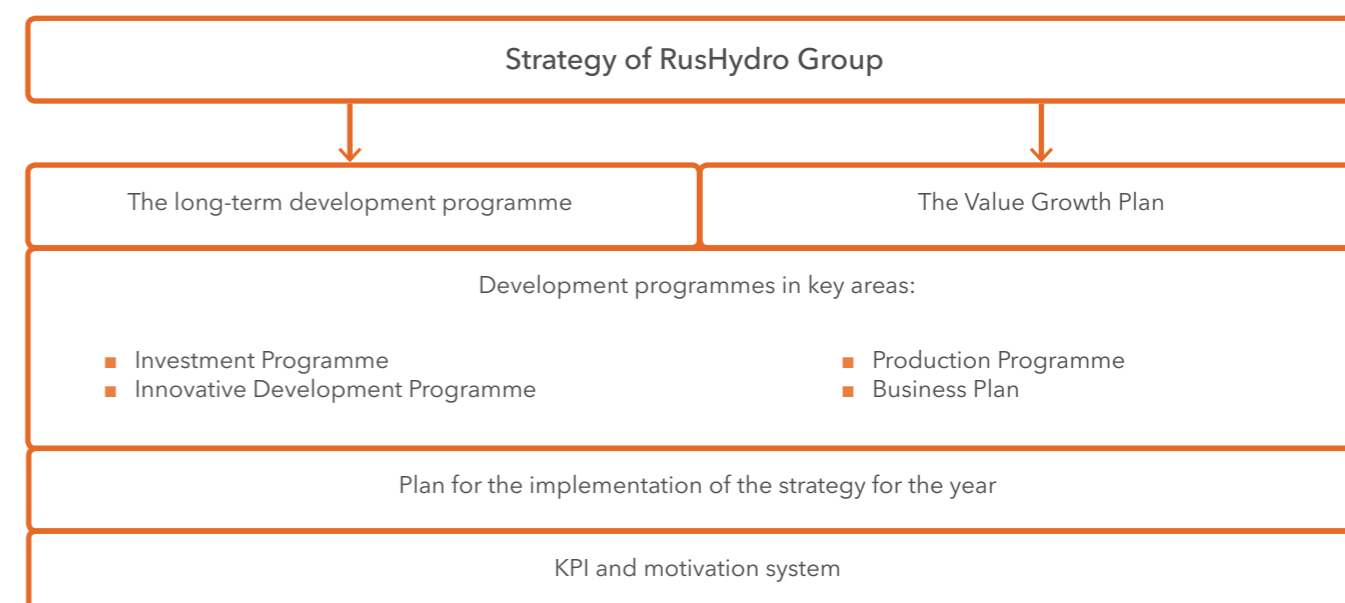 Strategy of RusHydro Group
The long-term development programme
The Value Growth Plan
Development programmes in key areas:
■ Investment Programme
■ Innovative Development Programme
■ Production Programme
■ Business Plan
Plan for the implementation of the strategy for the year
KPI and motivation system